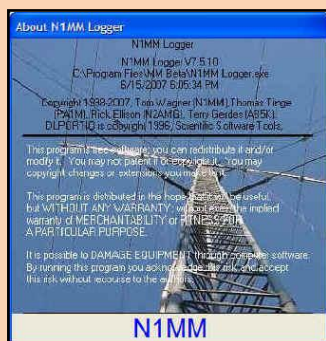 About N1MM Logger
N1MM Logger
N1MM Logger V7.5.10
C:\Program Files\N1MM Beta\N1MM Logger.exe
6/15/2007 6:05:34 PM
Copyright 1998-2007, Tom Wagner (N1MM), Thomas Tinge
(PA1M), Rick Ellison (N2AMG), Terry Gerdes (AB5K).
DLPORTIO is copyright 1996, Scientific Software Tools.
This program is free software; you can redistribute it and/or
modify it. You may not patent it or copyright it. You may
copyright changes or extensions you make to it.
This program is distributed in the hope that it will be useful,
but WITHOUT ANY WARRANTY; without even the implied
warranty of MERCHANTABILITY or FITNESS FOR
A PARTICULAR PURPOSE.
It is possible to DAMAGE EQUIPMENT through computer software.
By running this program you acknowledge this risk and accept
this risk without recourse to the authors.
N1MM